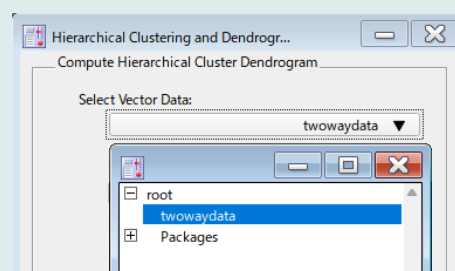 Hierarchical Clustering and Dendrogr...
Compute Hierarchical Cluster Dendrogram
Select Vector Data:
twowaydata
root
twowaydata
Packages